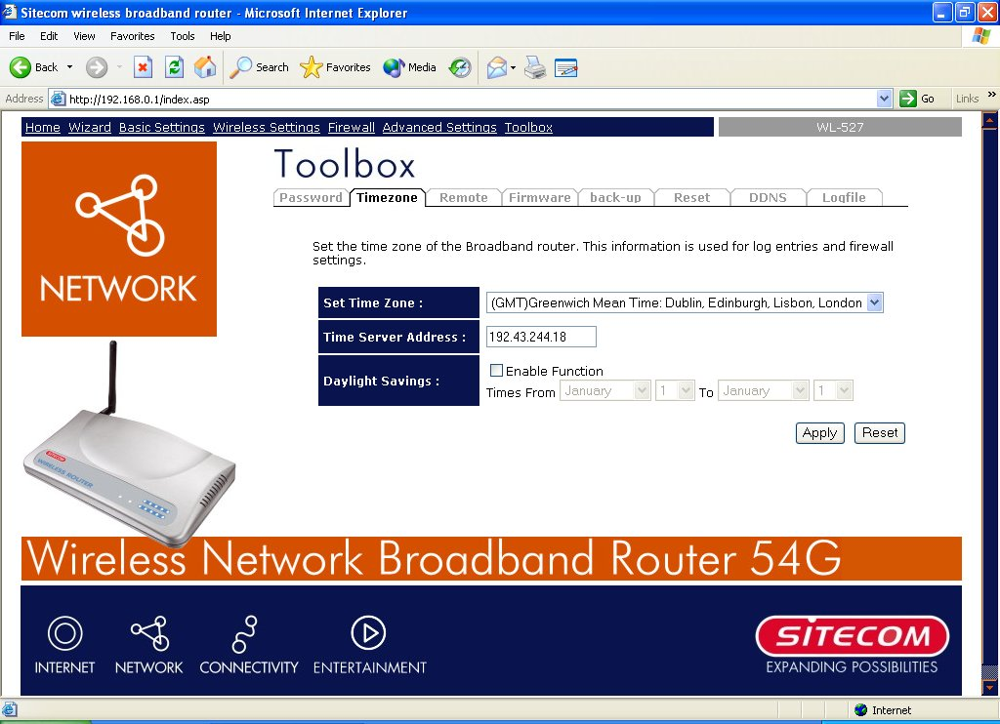 Sitecom wireless broadband router - Microsoft Internet Explorer
File Edit View Favorites Tools Help
Back Search Favorites Media
Address http://192.168.0.1/index.asp Go Links »
Home Wizard Basic Settings Wireless Settings Firewall Advanced Settings Toolbox WL-527
Toolbox
Password Timezone Remote Firmware back-up Reset DDNS Logfile
NETWORK
Set the time zone of the Broadband router. This information is used for log entries and firewall
settings.
Set Time Zone : (GMT)Greenwich Mean Time: Dublin, Edinburgh, Lisbon, London
Time Server Address : 192.43.244.18
Daylight Savings : Enable Function
Times From January 1 To January 1
Apply Reset
SITECOM
WIRELESS ROUTER
Wireless Network Broadband Router 54G
INTERNET NETWORK CONNECTIVITY ENTERTAINMENT
SITECOM
EXPANDING POSSIBILITIES
Internet